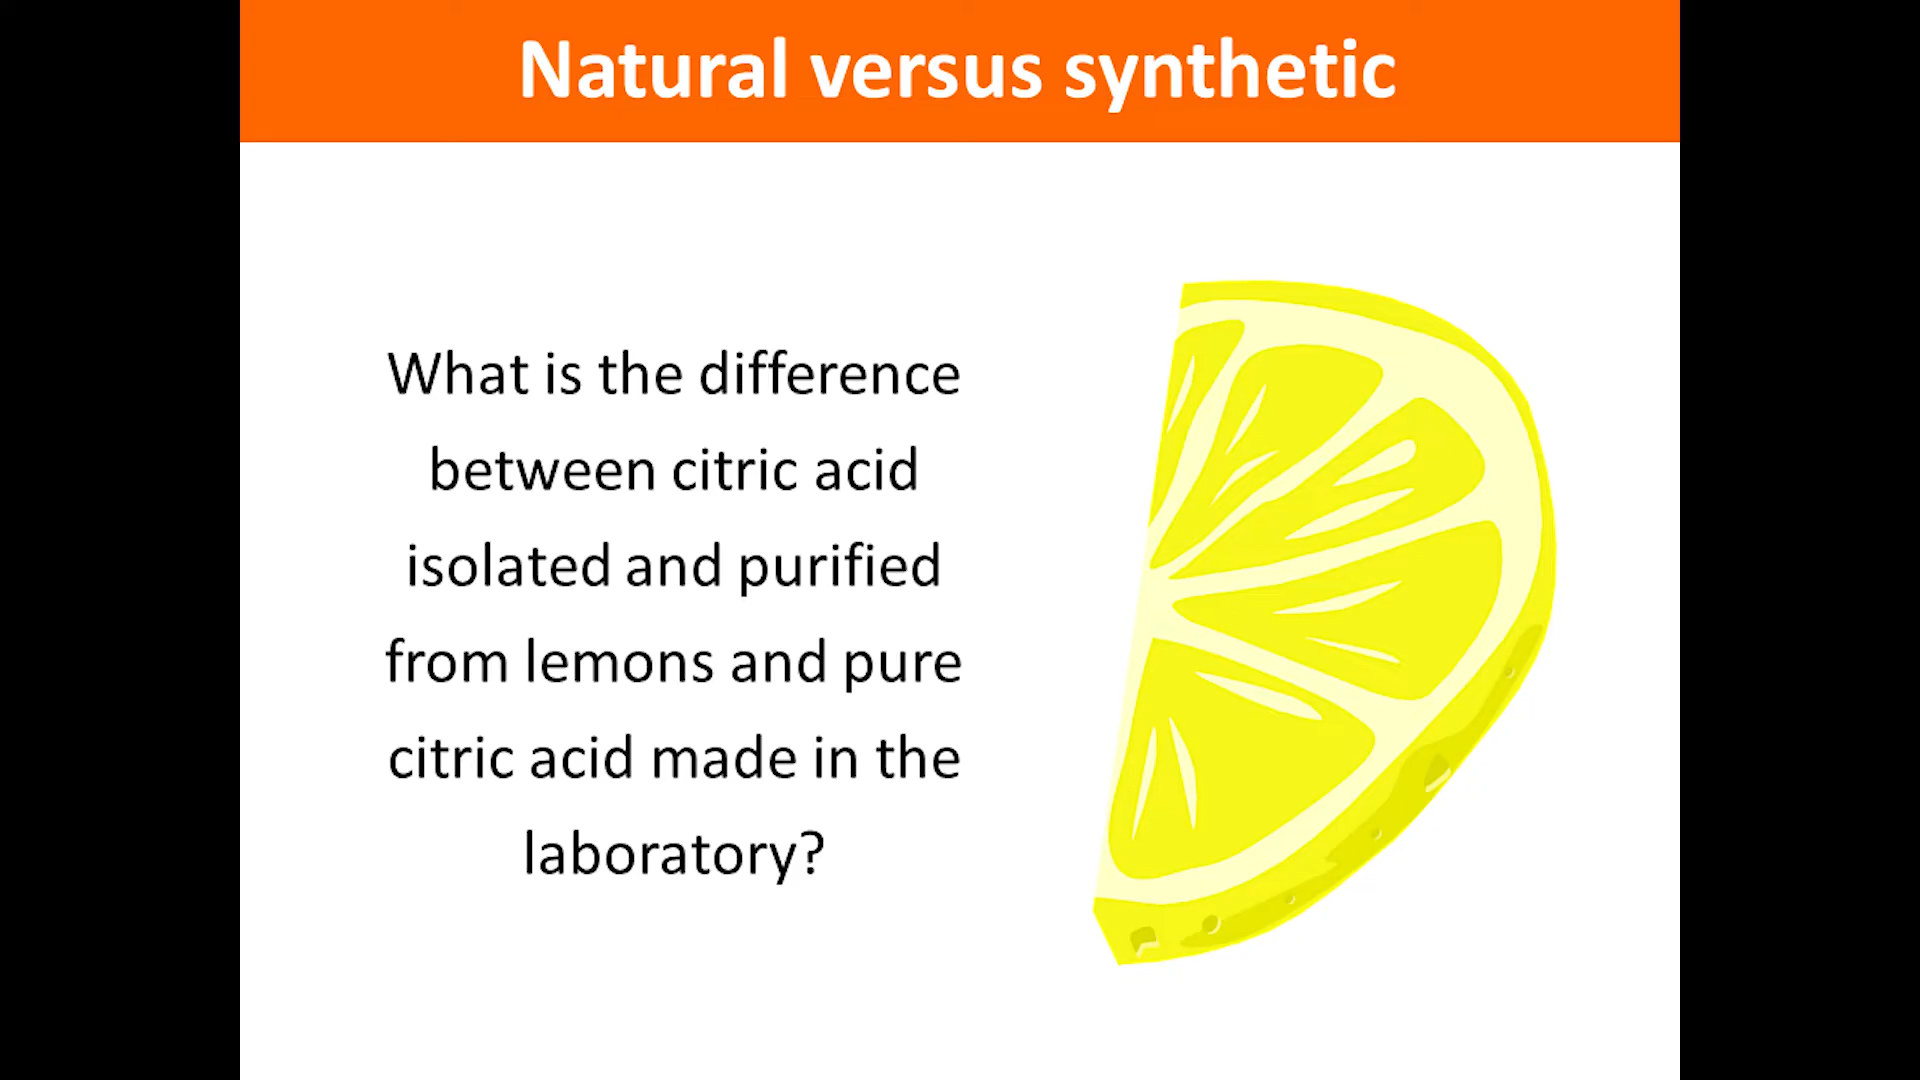 Natural versus synthetic
What is the difference
between citric acid
isolated and purified
from lemons and pure
citric acid made in the
laboratory?